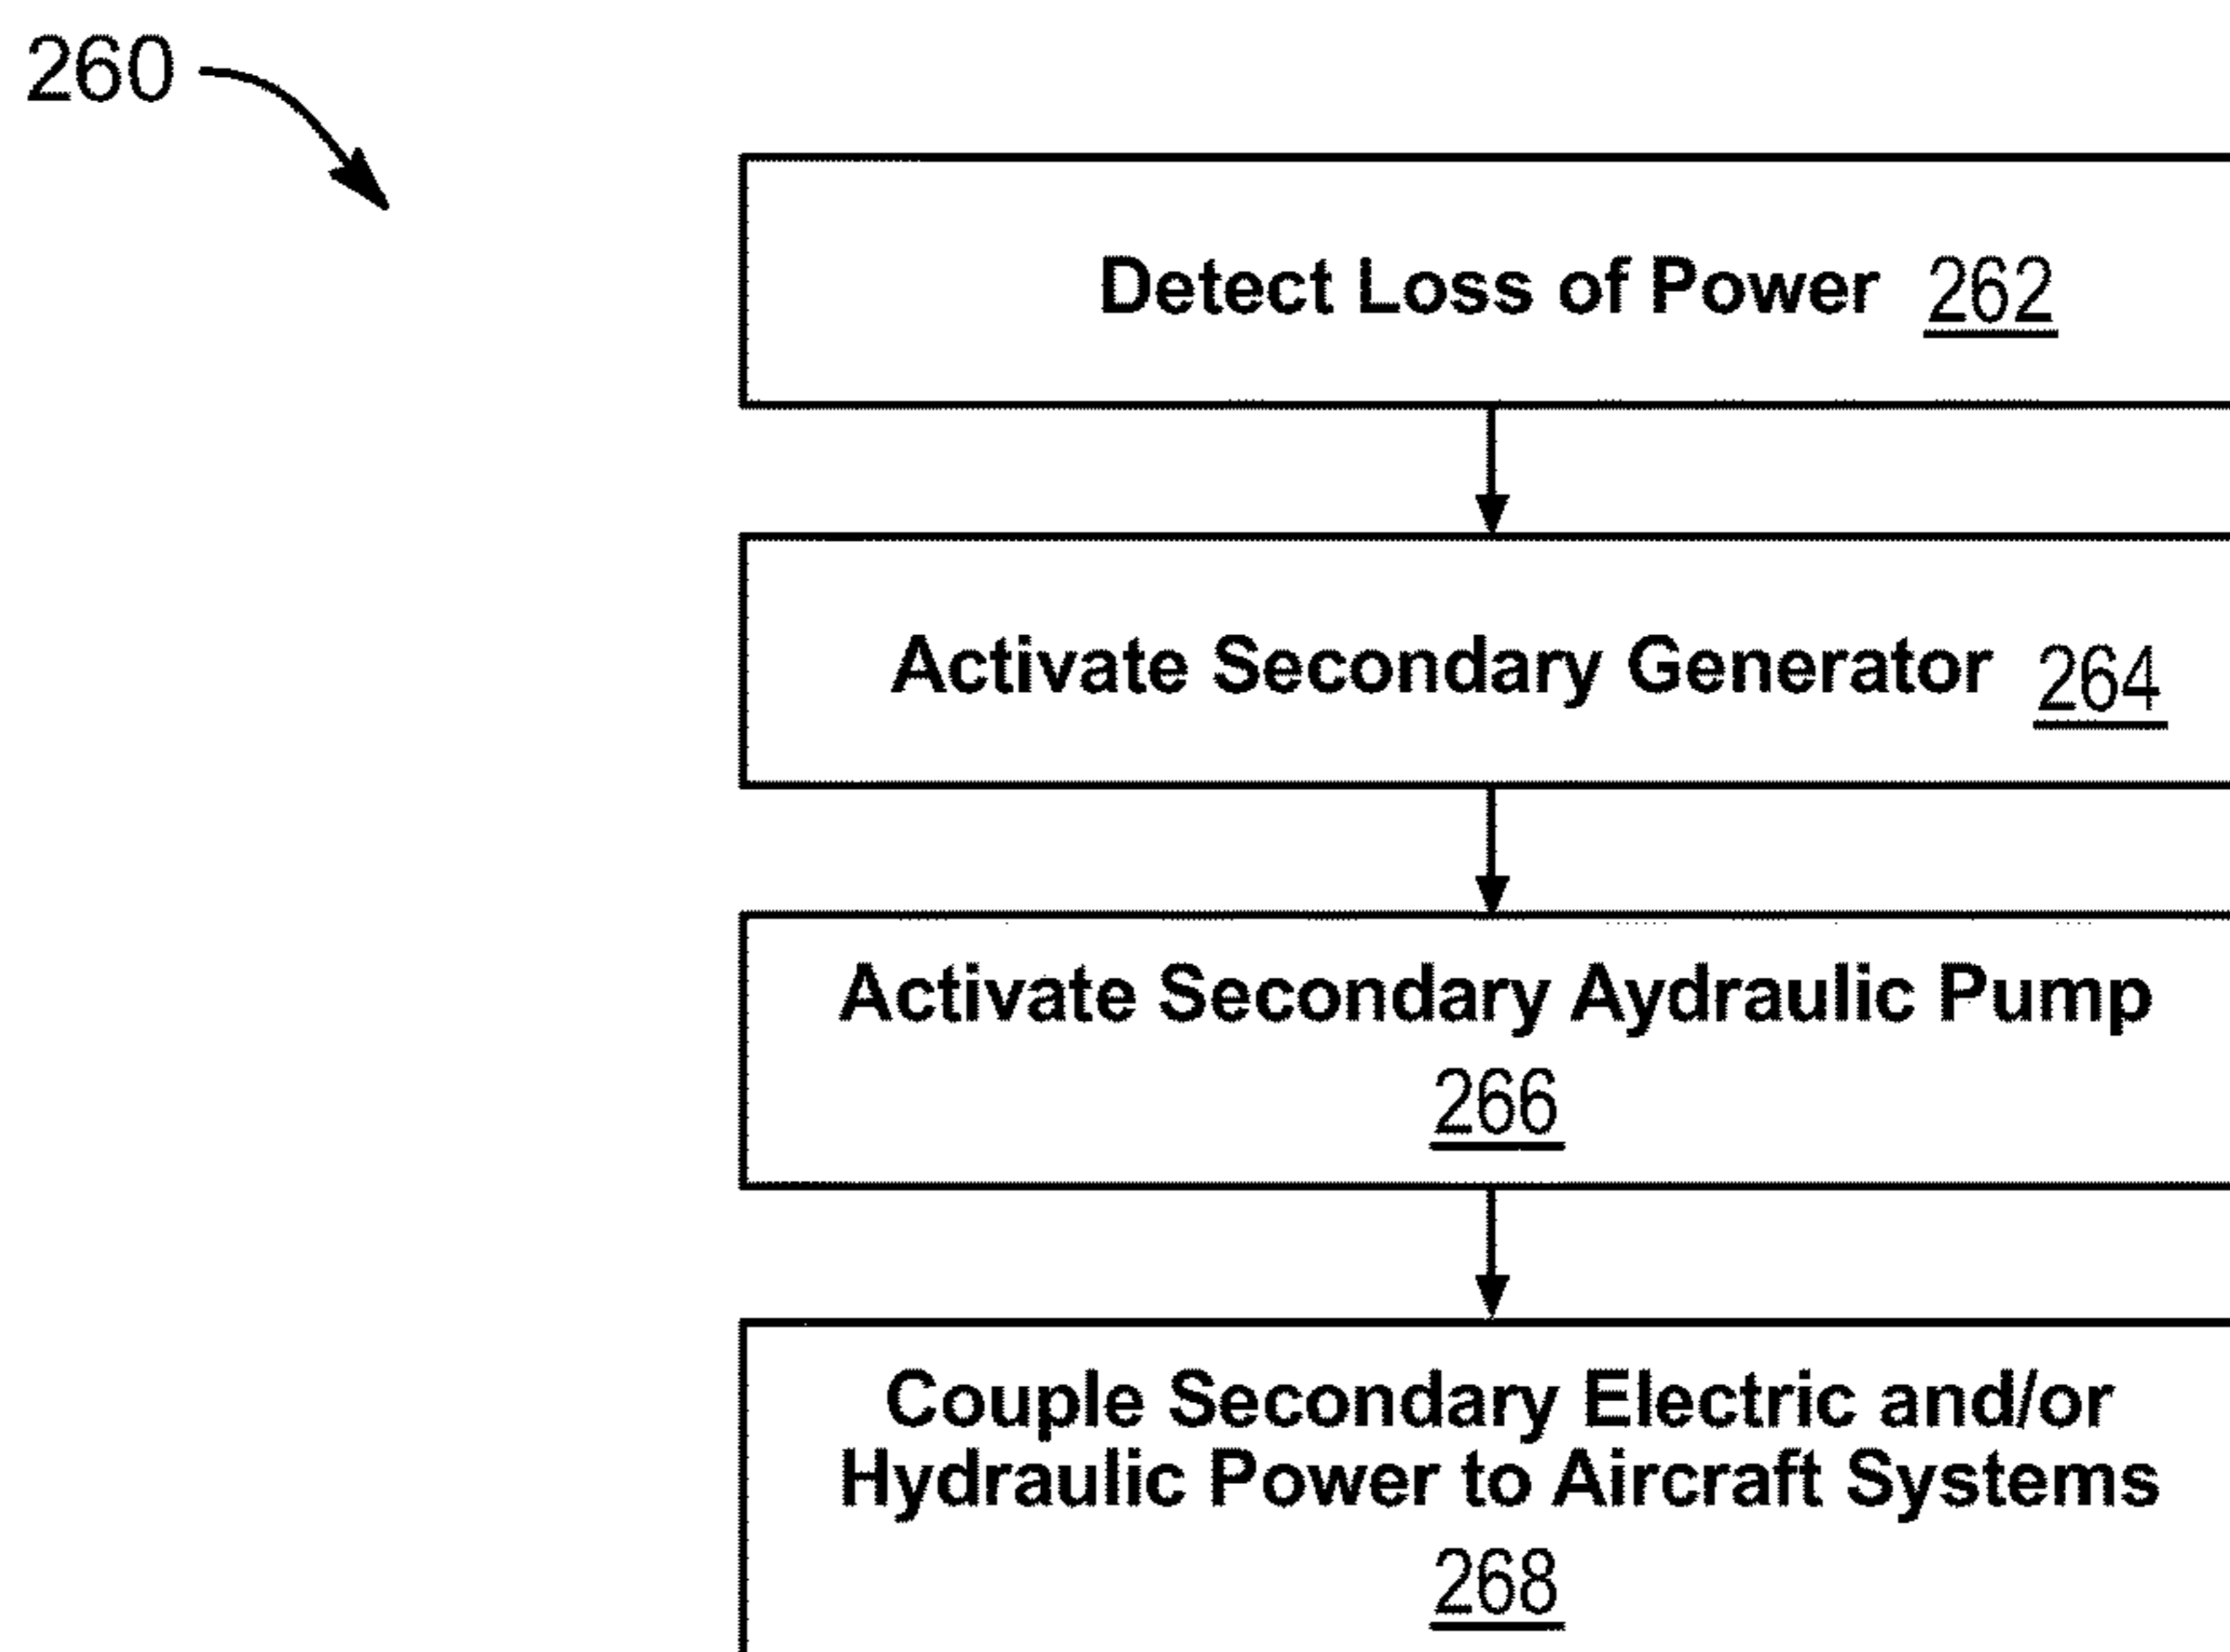 260
Detect Loss of Power 262
Activate Secondary Generator 264
Activate Secondary Aydraulic Pump
266
Couple Secondary Electric and/or
Hydraulic Power to Aircraft Systems
268